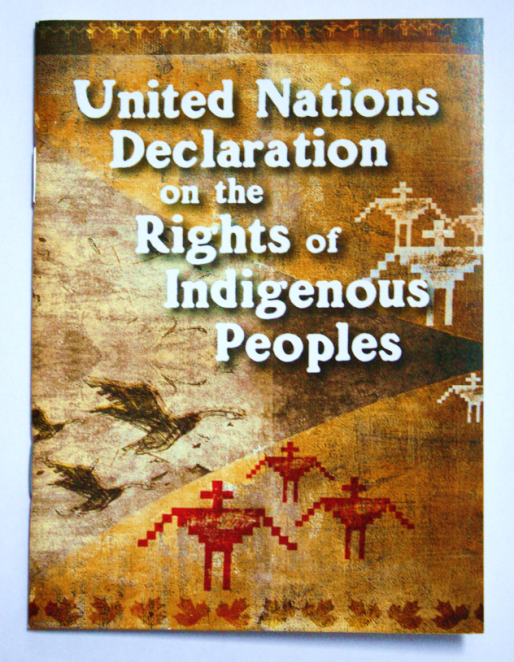 United Nations
Declaration
on the
Rights of
Indigenous
Peoples